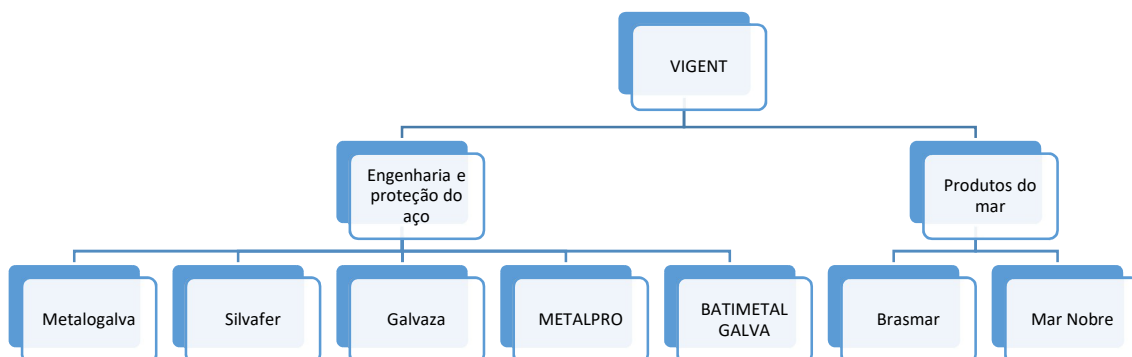 VIGENT
Engenharia e
proteção do
aço
Produtos do
mar
Metalogalva
Silvafer
Galvaza
METALPRO
BATIMETAL
GALVA
Brasmar
Mar Nobre